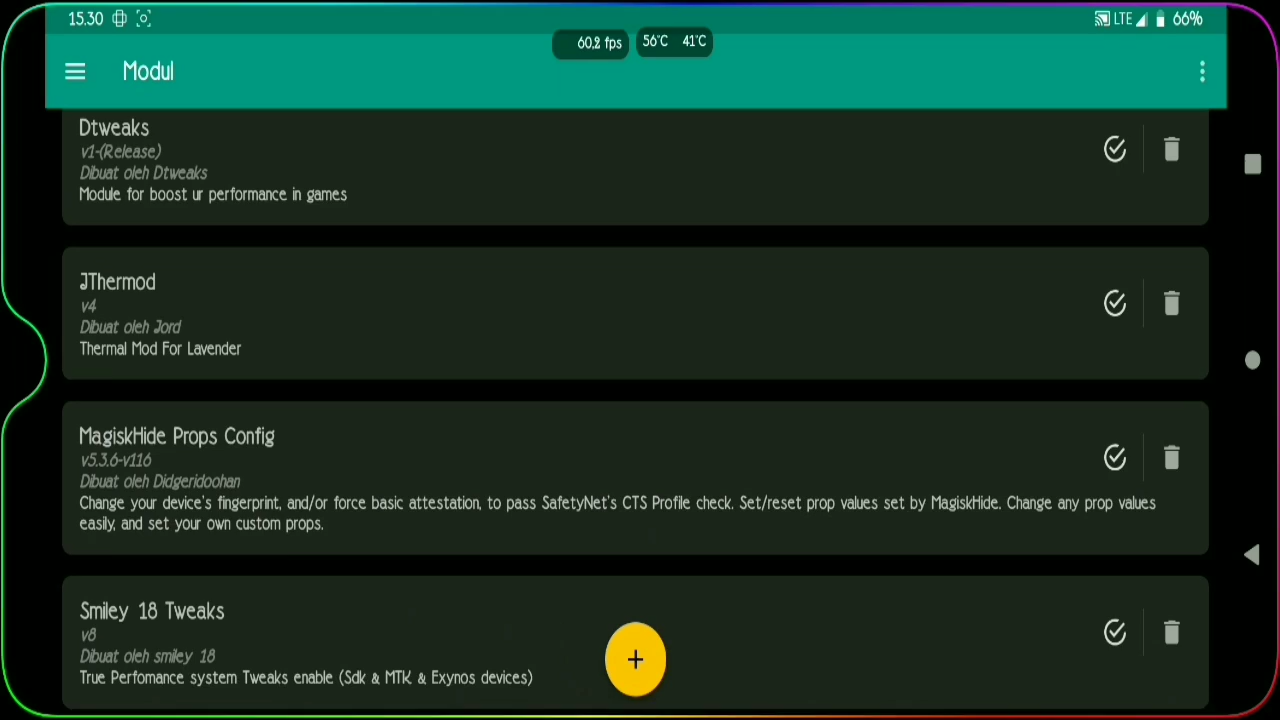 15.30
LTE 66%
60.2 fps
56°C 41°C
Modul
Dtweaks
v1-(Release)
Dibuat oleh Dtweaks
Module for boost ur performance in games
JThermod
v4
Dibuat oleh Jord
Thermal Mod For Lavender
MagiskHide Props Config
v5.3.6-v116
Dibuat oleh Didgeridoohan
Change your device's fingerprint, and/or force basic attestation, to pass SafetyNet's CTS Profile check. Set/reset prop values set by MagiskHide. Change any prop values
easily, and set your own custom props.
Smiley 18 Tweaks
v8
Dibuat oleh smiley 18
True Perfomance system Tweaks enable (Sdk & MTK & Exynos devices)
+